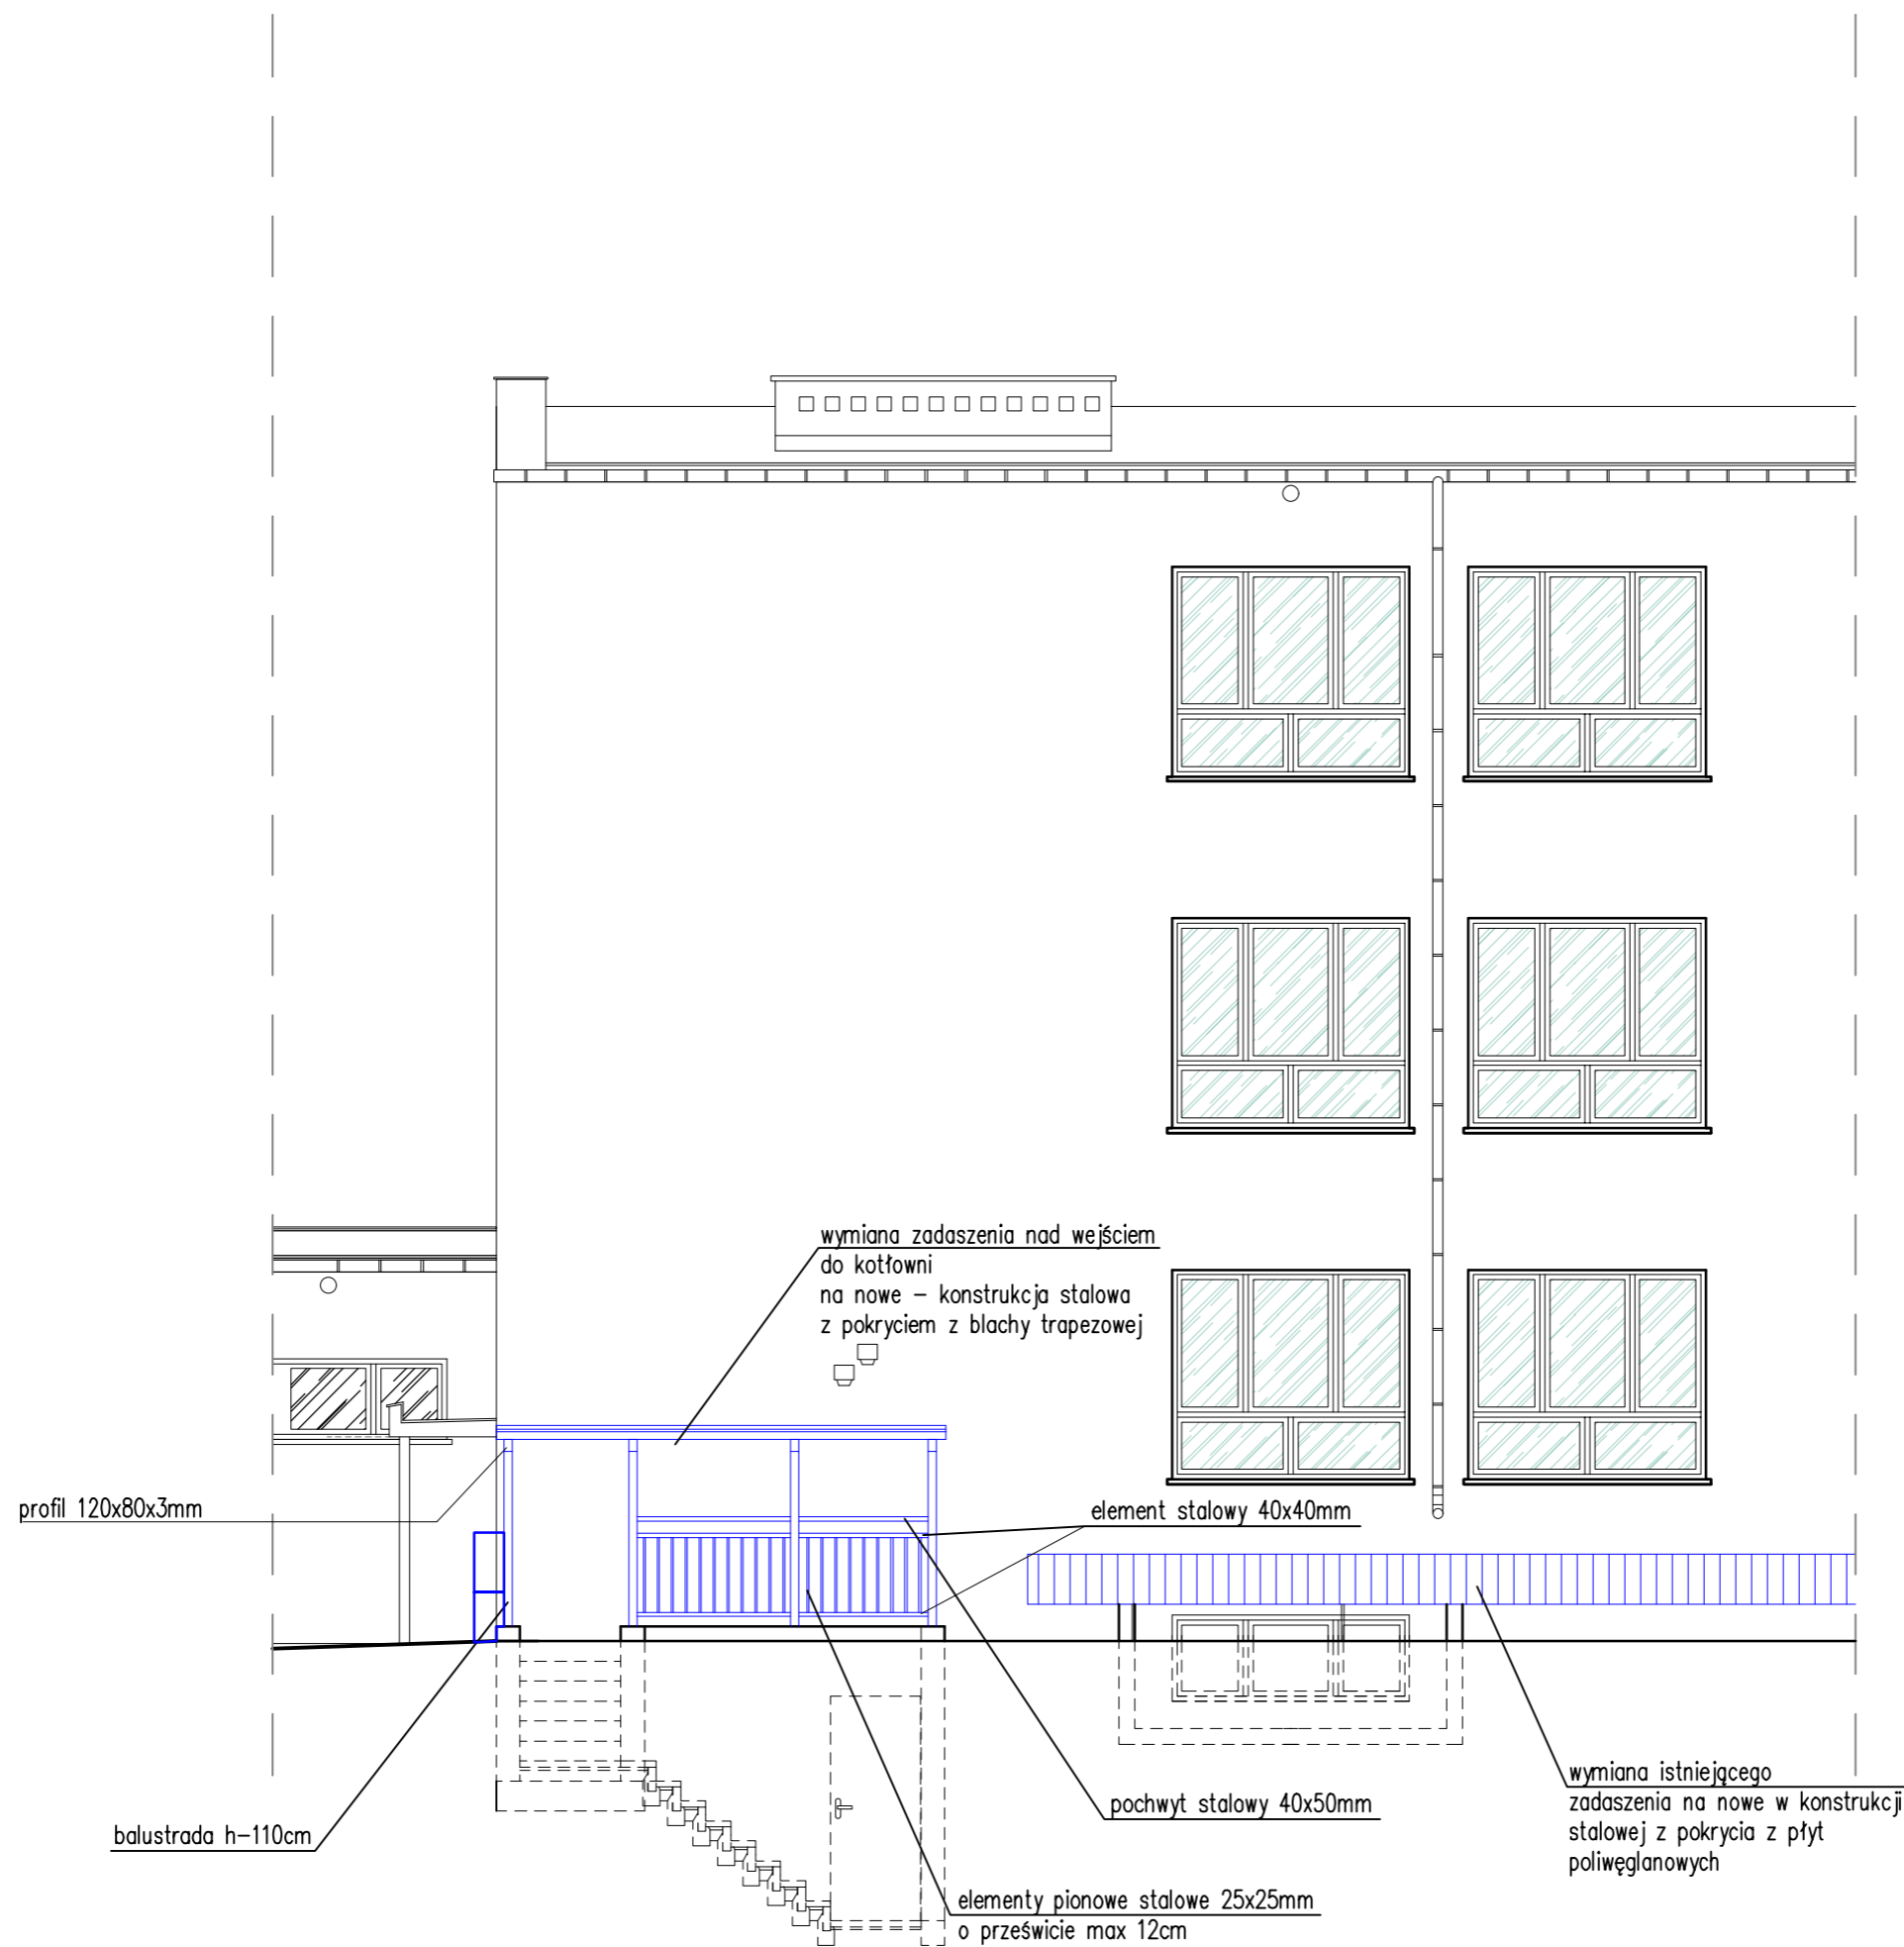 wymiana zadaszenia nad wejściem
do kotłowni
na nowe – konstrukcja stalowa
z pokryciem z blachy trapezowej
profil 120x80x3mm
element stalowy 40x40mm
balustrada h-110cm
pochwyt stalowy 40x50mm
wymiana istniejącego
zadaszenia na nowe w konstrukcji
stalowej z pokrycia z płyt
poliwęglanowych
elementy pionowe stalowe 25x25mm
o prześwicie max 12cm